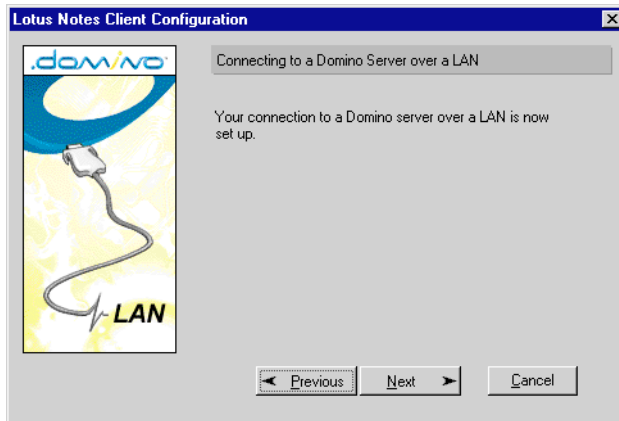 Lotus Notes Client Configuration
.domino
Connecting to a Domino Server over a LAN
Your connection to a Domino server over a LAN is now
set up.
LAN
Previous
Next
Cancel